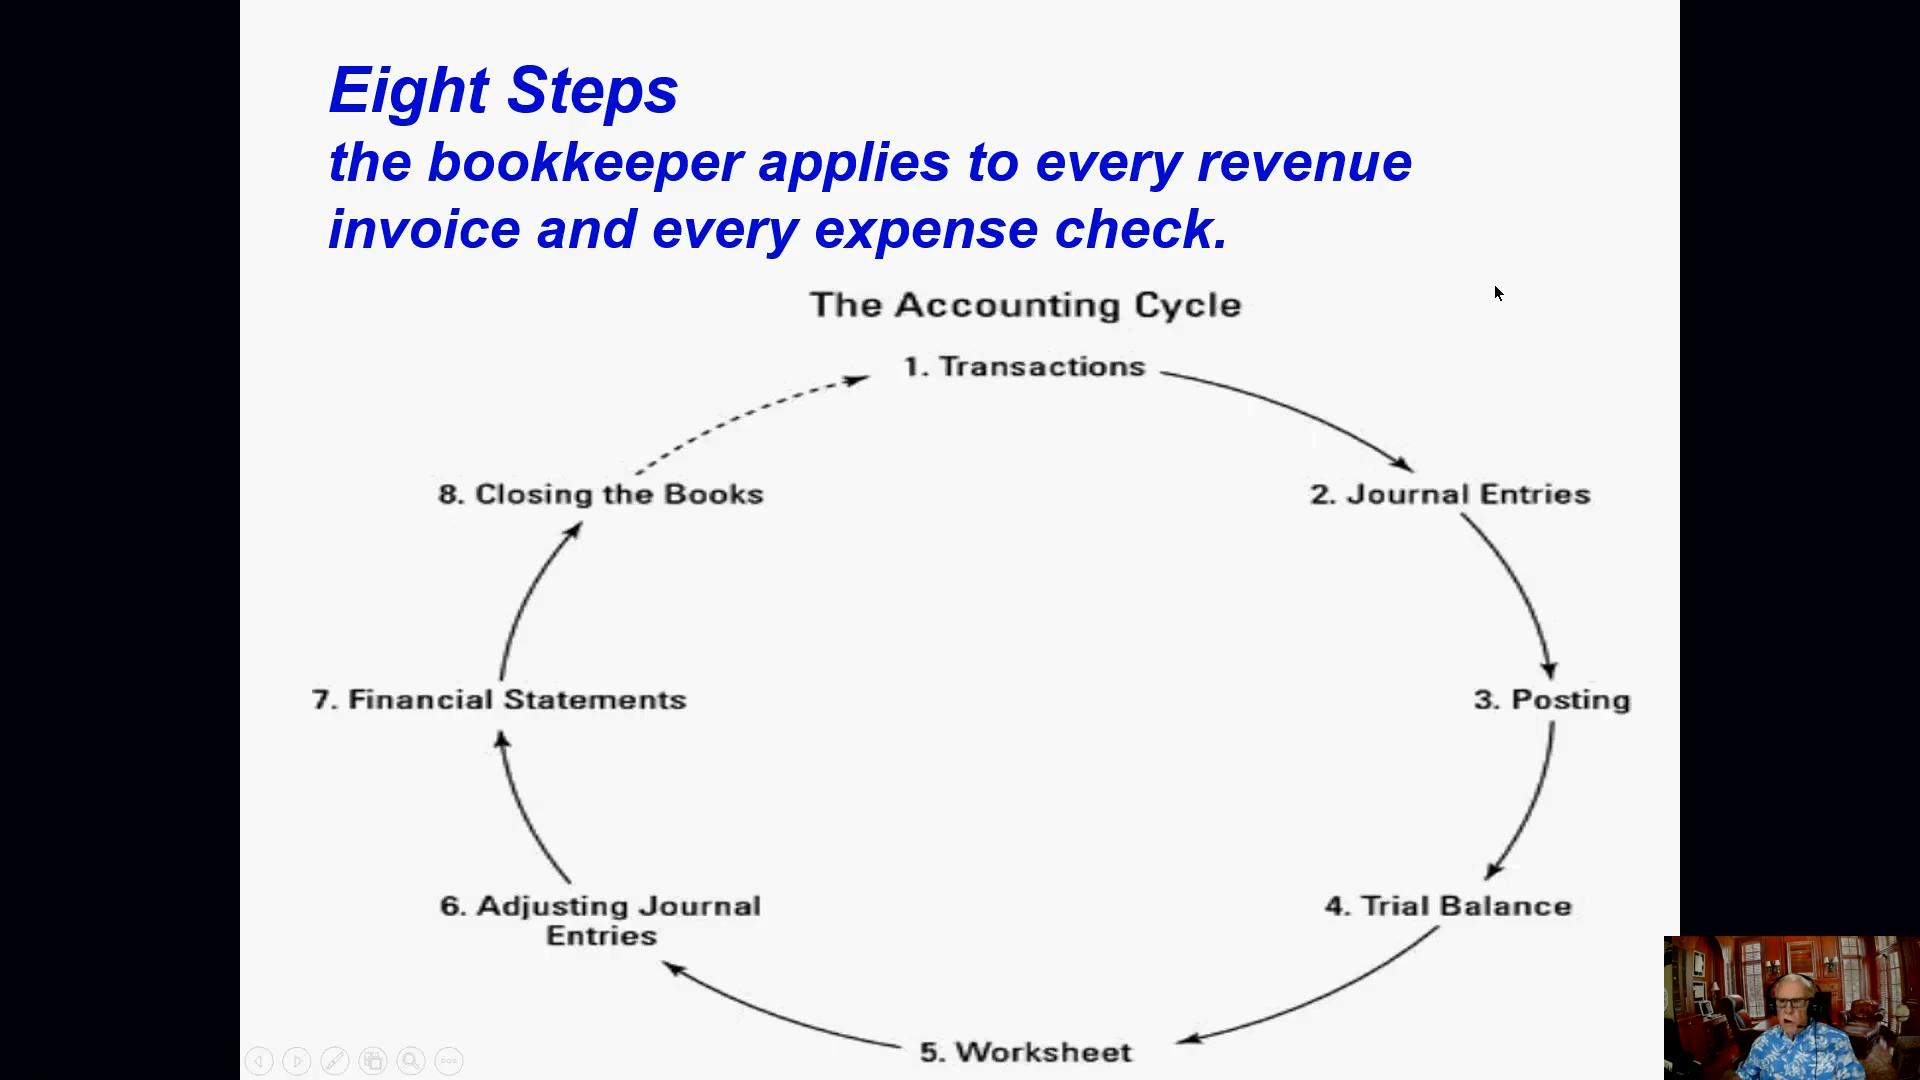 Eight Steps
the bookkeeper applies to every revenue
invoice and every expense check.
The Accounting Cycle
1. Transactions
2. Journal Entries
3. Posting
4. Trial Balance
5. Worksheet
6. Adjusting Journal
Entries
7. Financial Statements
8. Closing the Books